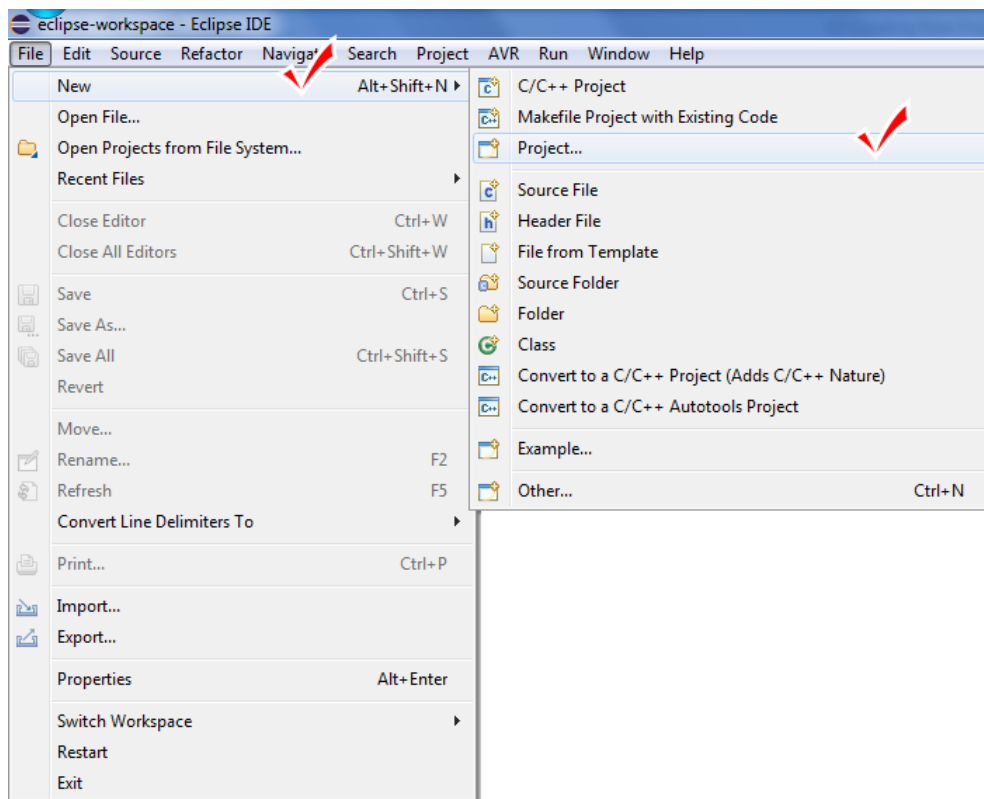 eclipse-workspace - Eclipse IDE
File Edit Source Refactor Navigat Search Project AVR Run Window Help
New Alt+Shift+N
Open File...
Open Projects from File System...
Recent Files
Close Editor Ctrl+W
Close All Editors Ctrl+Shift+W
Save Ctrl+S
Save As...
Save All Ctrl+Shift+S
Revert
Move...
Rename... F2
Refresh F5
Convert Line Delimiters To
Print... Ctrl+P
Import...
Export...
Properties Alt+Enter
Switch Workspace
Restart
Exit
C/C++ Project
Makefile Project with Existing Code
Project...
Source File
Header File
File from Template
Source Folder
Folder
Class
Convert to a C/C++ Project (Adds C/C++ Nature)
Convert to a C/C++ Autotools Project
Example...
Other... Ctrl+N